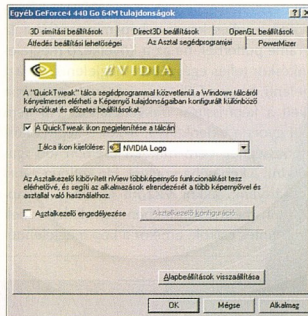 Egyéb GeForce4 440 Go 64M tulajdonságok
3D simítási beállítások
Direct3D beállítások
OpenGL beállítások
Átfedés beállítási lehetőségei
Az Asztal segédprogramjai
PowerMizer
NVIDIA
A "QuickTweak" tálca segédprogrammal közvetlenül a Windows tálcáról
kényelmesen elérheti a Képernyő tulajdonságaiban konfigurált különböző
funkciókat és előzetes beállításokat.
A QuickTweak ikon megjelenítése a tálcán
Tálca ikon kijelölése:
NVIDIA Logo
Az Asztalkezelő kibővített nView többképernyős funkcionalitást tesz
elérhetővé, és segíti az alkalmazások elrendezését a több képernyővel és
asztallal való használathoz.
Asztalkezelő engedélyezése
Asztalkezelő konfiguráció...
Alapbeállítások visszaállítása
OK
Mégse
Alkalmaz